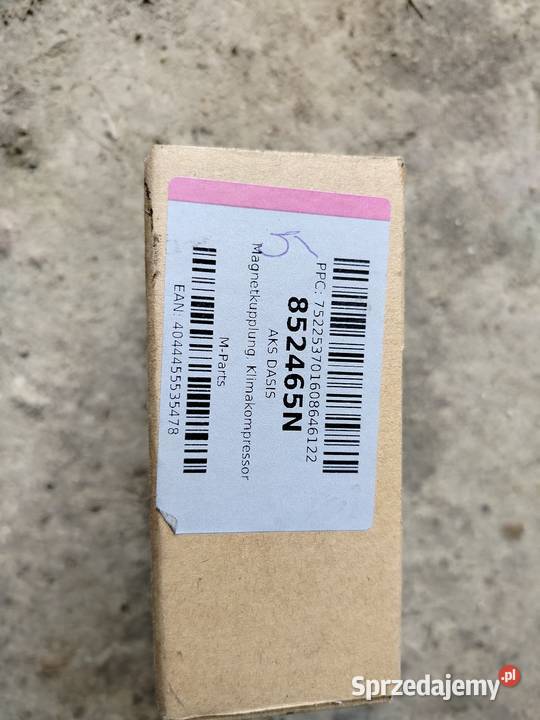 PPC: 7522537016086461​22
852465N
AKS DASIS
Magnetkupplung, Klimakompressor
M-Parts
EAN: 4044455535478
Sprzedajemy.pl